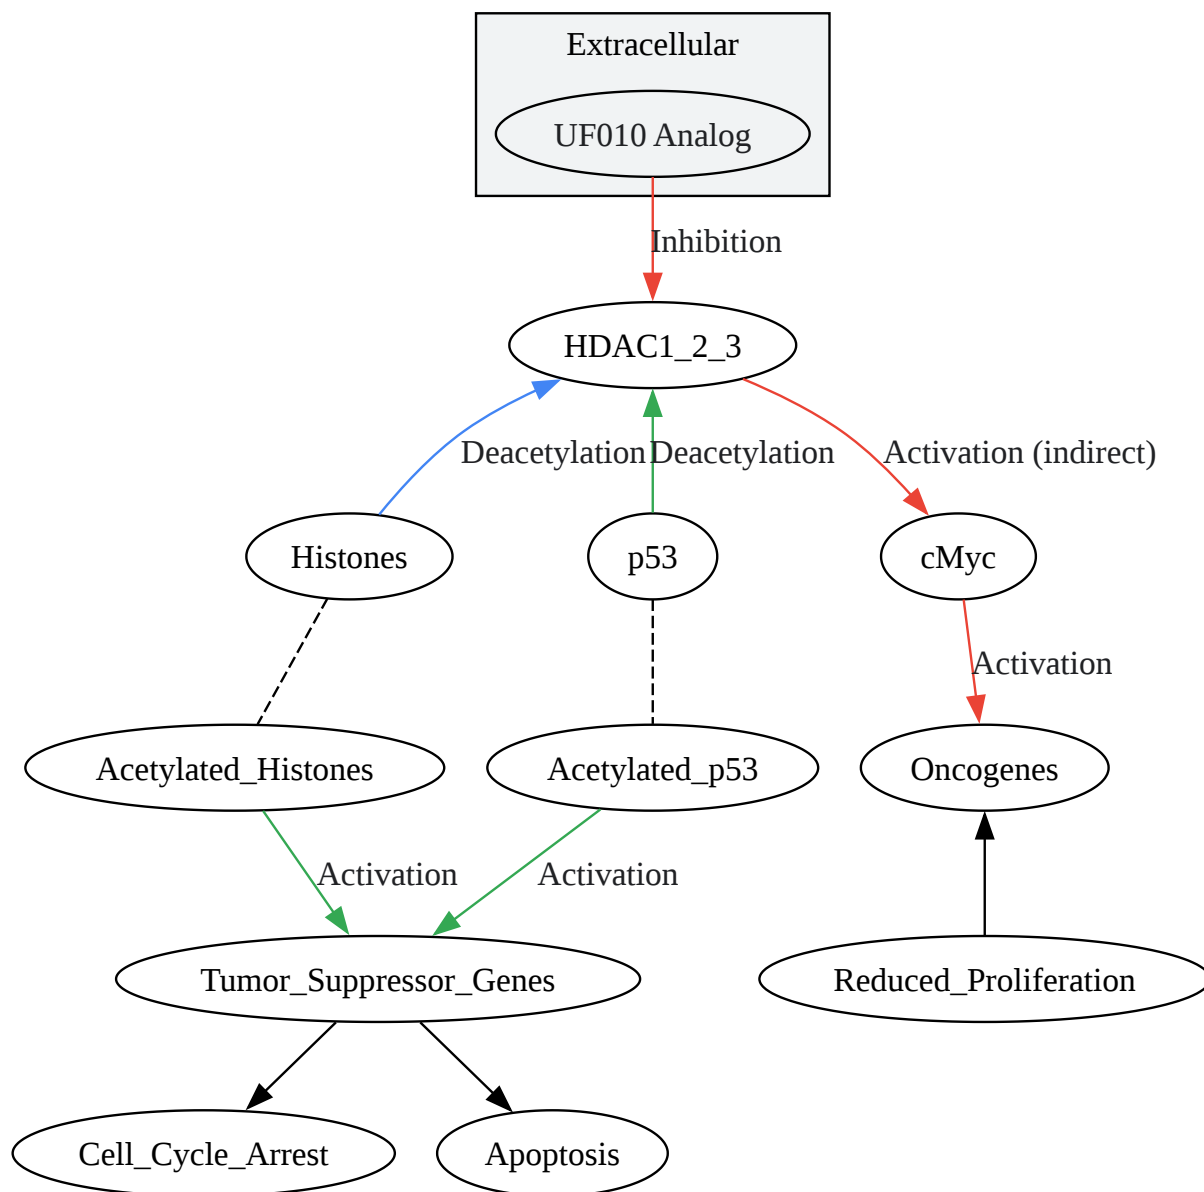 Extracellular
UF010 Analog
Inhibition
HDAC1_2_3
Deacetylation
Deacetylation
Activation (indirect)
Histones
p53
cMyc
Activation
Acetylated_Histones
Acetylated_p53
Oncogenes
Activation
Activation
Tumor_Suppressor_Genes
Reduced_Proliferation
Cell_Cycle_Arrest
Apoptosis